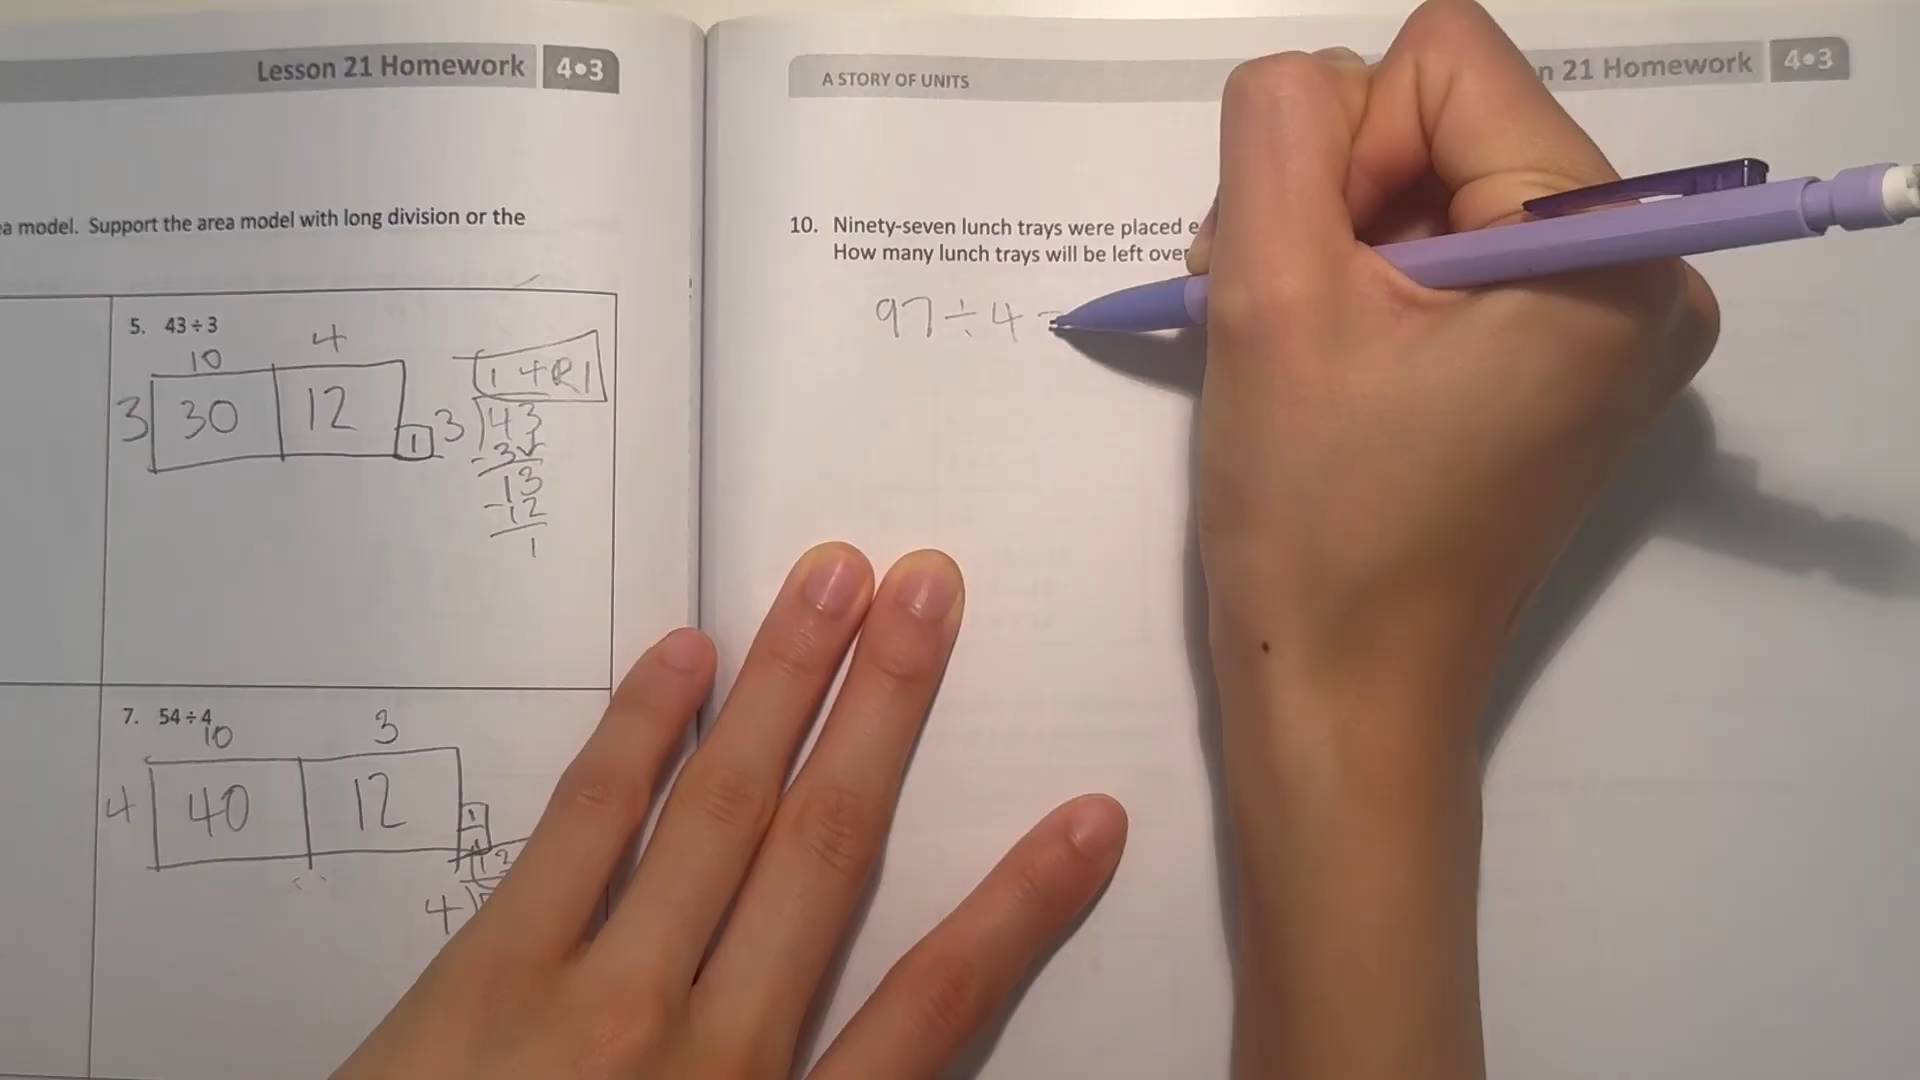 Lesson 21 Homework 4•3
a model. Support the area model with long division or the
5. 43 ÷ 3
10 4
3 30 12 1
14R1
3 43
-3
13
-12
1
7. 54 ÷ 4
10 3
4 40 12
13
4
A STORY OF UNITS
n 21 Homework 4•3
10. Ninety-seven lunch trays were placed e
How many lunch trays will be left over
97 ÷ 4